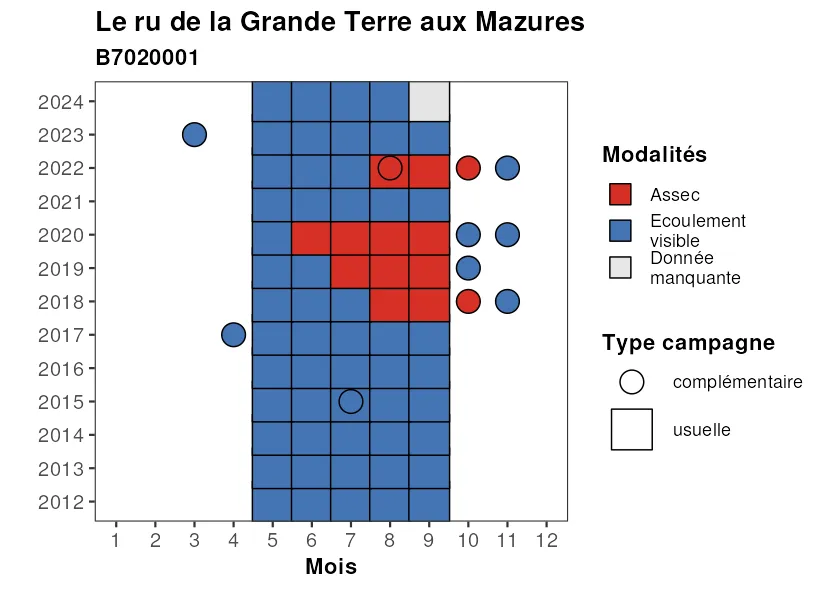 Le ru de la Grande Terre aux Mazures
B7020001
2024
2023
2022
2021
2020
2019
2018
2017
2016
2015
2014
2013
2012
1 2 3 4 5 6 7 8 9 10 11 12
Mois
Modalités
Assec
Ecoulement
visible
Donnée
manquante
Type campagne
complémentaire
usuelle